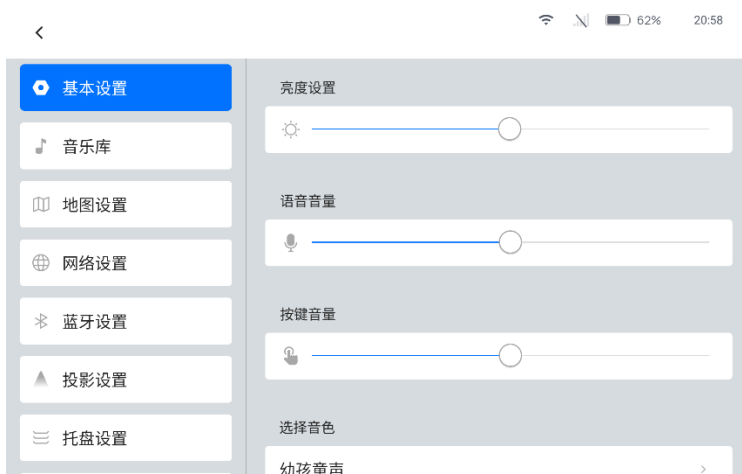 62%
20:58
基本设置
音乐库
地图设置
网络设置
蓝牙设置
投影设置
托盘设置
亮度设置
语音音量
按键音量
选择音色
幼孩童声